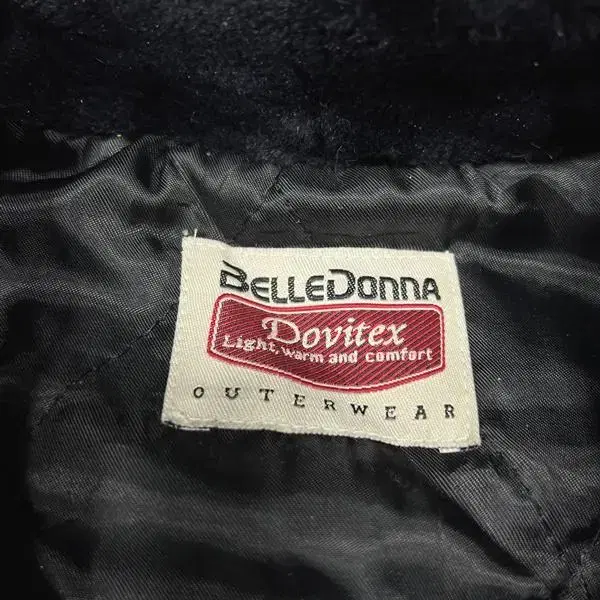 BELLEDONNA
Dovitex
Light, warm and comfort
OUTERWEAR